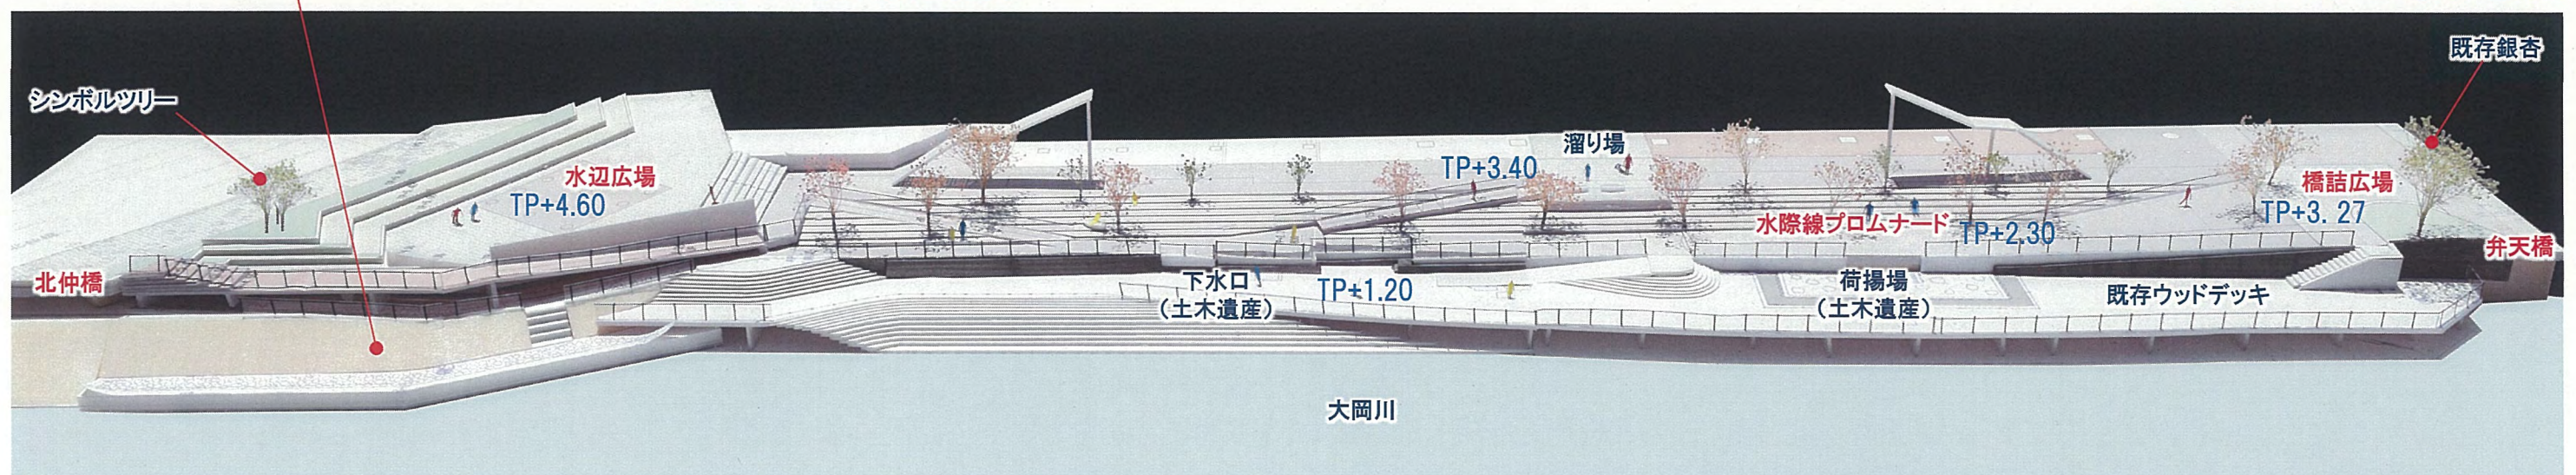 既存銀杏
シンボルツリー
溜り場
TP+3.40
水辺広場
TP+4.60
橋詰広場
TP+3. 27
水際線プロムナード
TP+2.30
弁天橋
北仲橋
下水口
(土木遺産)
TP±1.20
荷揚場
(土木遺産)
既存ウッドデッキ
大岡川